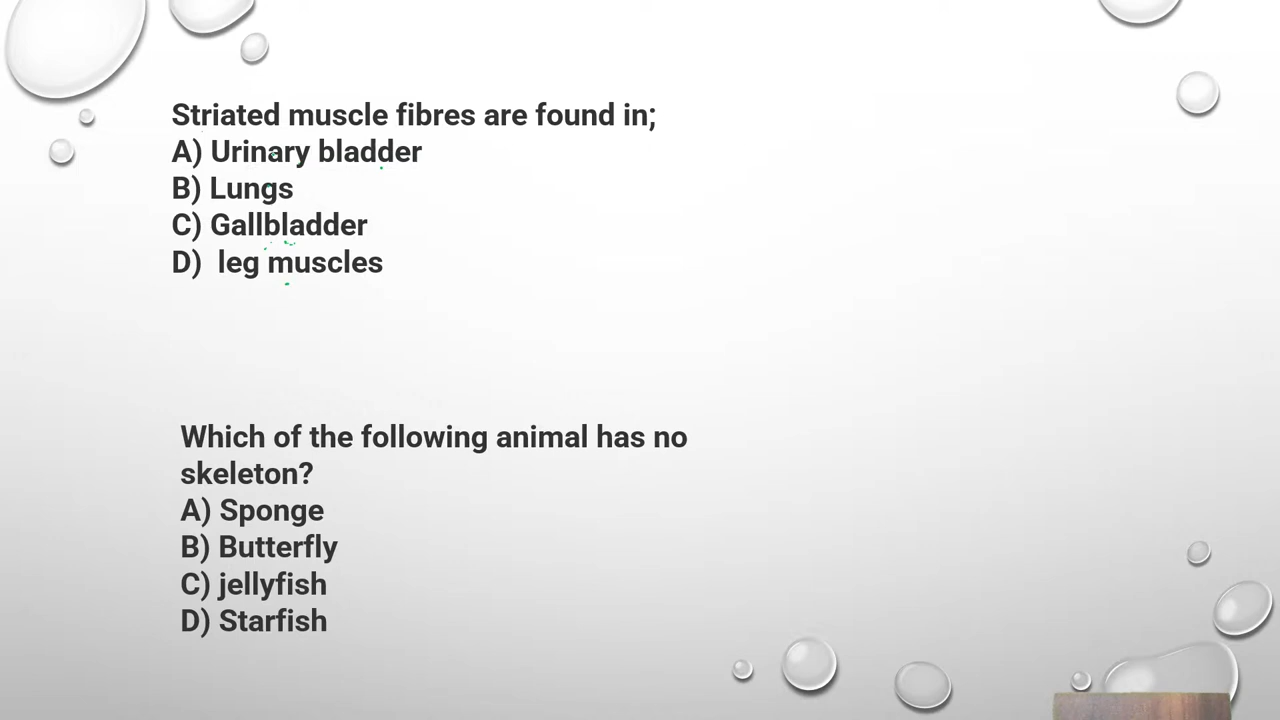 Striated muscle fibres are found in;
A) Urinary bladder
B) Lungs
C) Gallbladder
D) leg muscles
Which of the following animal has no
skeleton?
A) Sponge
B) Butterfly
C) jellyfish
D) Starfish